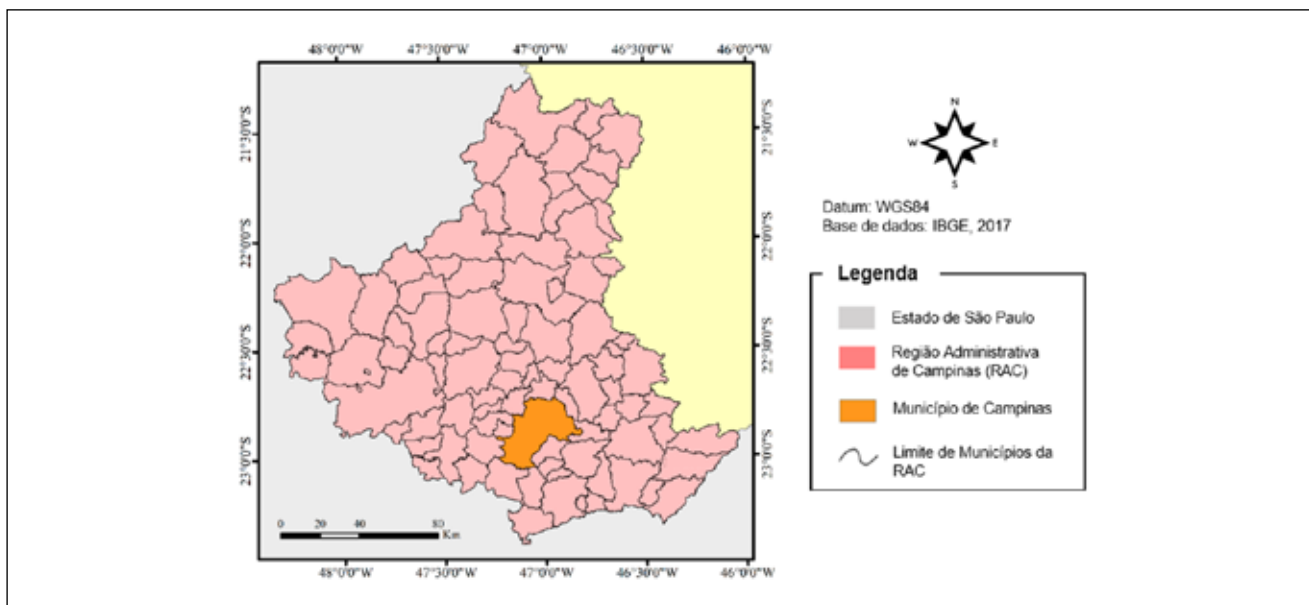 48°0'0"W 47°30'0"W 47°0'0"W 46°30'0"W 46°0'0"W
21°30'0"S
22°0'0"S
22°30'0"S
23°0'0"S
21°30'0"S
22°0'0"S
22°30'0"S
23°0'0"S
0 20 40 80
Km
48°0'0"W 47°30'0"W 47°0'0"W 46°30'0"W 46°0'0"W
N
W E
S
Datum: WGS84
Base de dados: IBGE, 2017
Legenda
Estado de São Paulo
Região Administrativa
de Campinas (RAC)
Município de Campinas
Limite de Municípios da
RAC